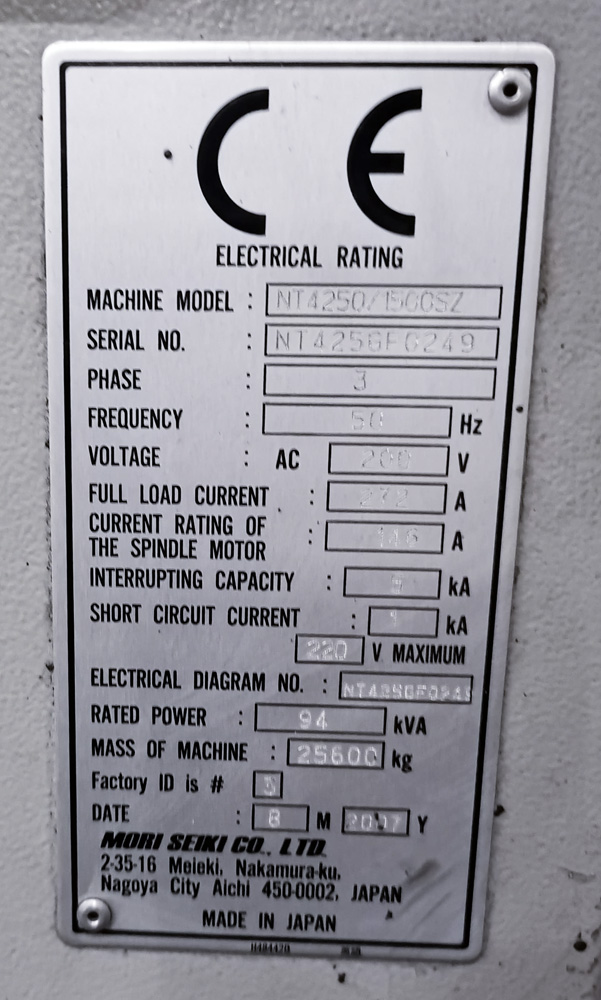 CE
ELECTRICAL RATING
MACHINE MODEL : NT4250/1500SZ
SERIAL NO. : NT425GF0249
PHASE : 3
FREQUENCY : 50 Hz
VOLTAGE : AC 200 V
FULL LOAD CURRENT : 272 A
CURRENT RATING OF
THE SPINDLE MOTOR : 146 A
INTERRUPTING CAPACITY : kA
SHORT CIRCUIT CURRENT : kA
220 V MAXIMUM
ELECTRICAL DIAGRAM NO. :
RATED POWER : 94 kVA
MASS OF MACHINE : 25600 kg
Factory ID is #
DATE : 8 M 2007 Y
MORI SEIKI CO., LTD.
2-35-16 Meieki, Nakamura-ku,
Nagoya City Aichi 450-0002, JAPAN
MADE IN JAPAN